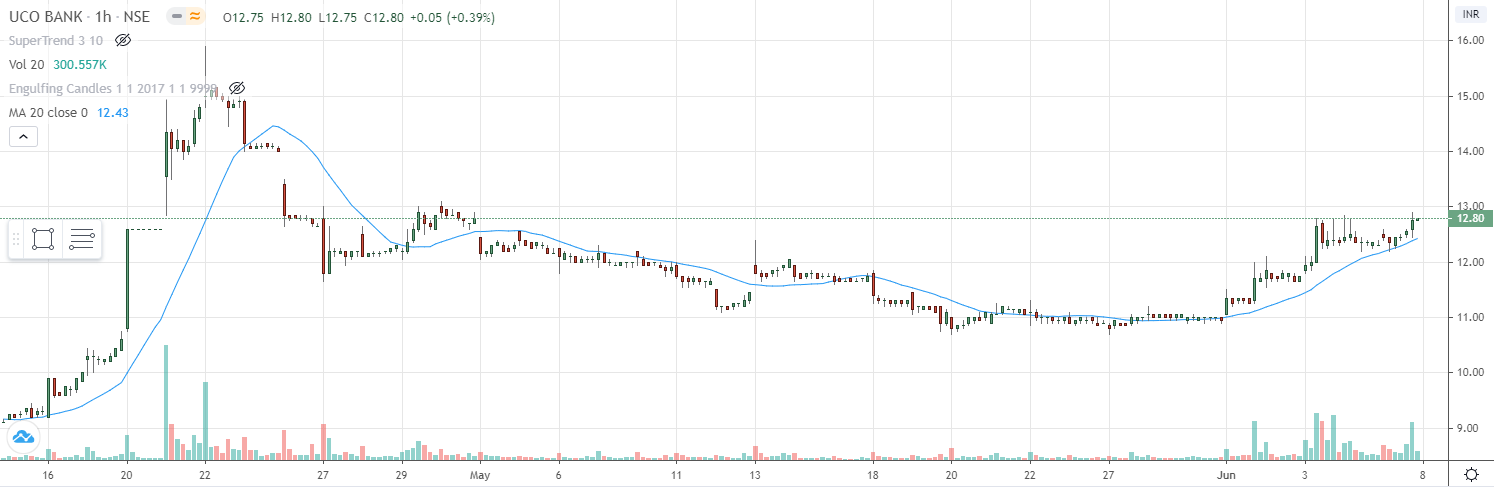 UCO BANK · 1h · NSE O12.75 H12.80 L12.75 C12.80 +0.05 (+0.39%)
INR
SuperTrend 3 10
Vol 20 300.557K
Engulfing Candles 1 1 2017 1 1 9999
MA 20 close 0 12.43
16.00
15.00
14.00
13.00
12.80
12.00
11.00
10.00
9.00
16 20 22 27 29 May 6 11 13 18 20 22 27 Jun 3 8